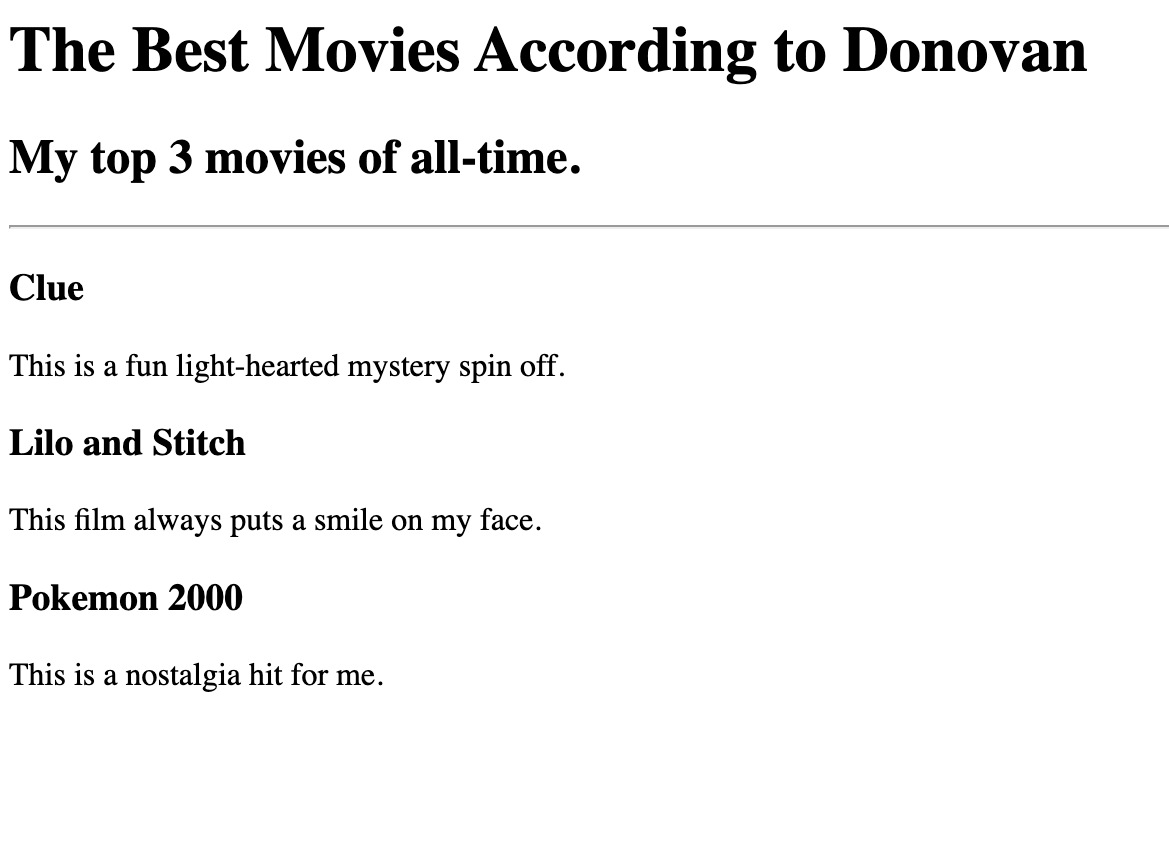 The Best Movies According to Donovan
My top 3 movies of all-time.
Clue
This is a fun light-hearted mystery spin off.
Lilo and Stitch
This film always puts a smile on my face.
Pokemon 2000
This is a nostalgia hit for me.